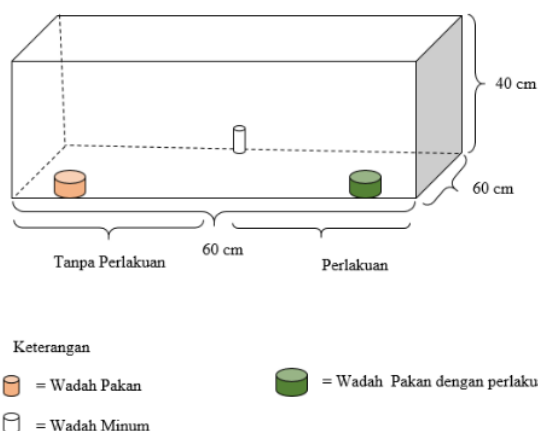 40 cm
60 cm
60 cm
Tanpa Perlakuan
Perlakuan
Keterangan
= Wadah Pakan
= Wadah Pakan dengan perlaku
= Wadah Minum